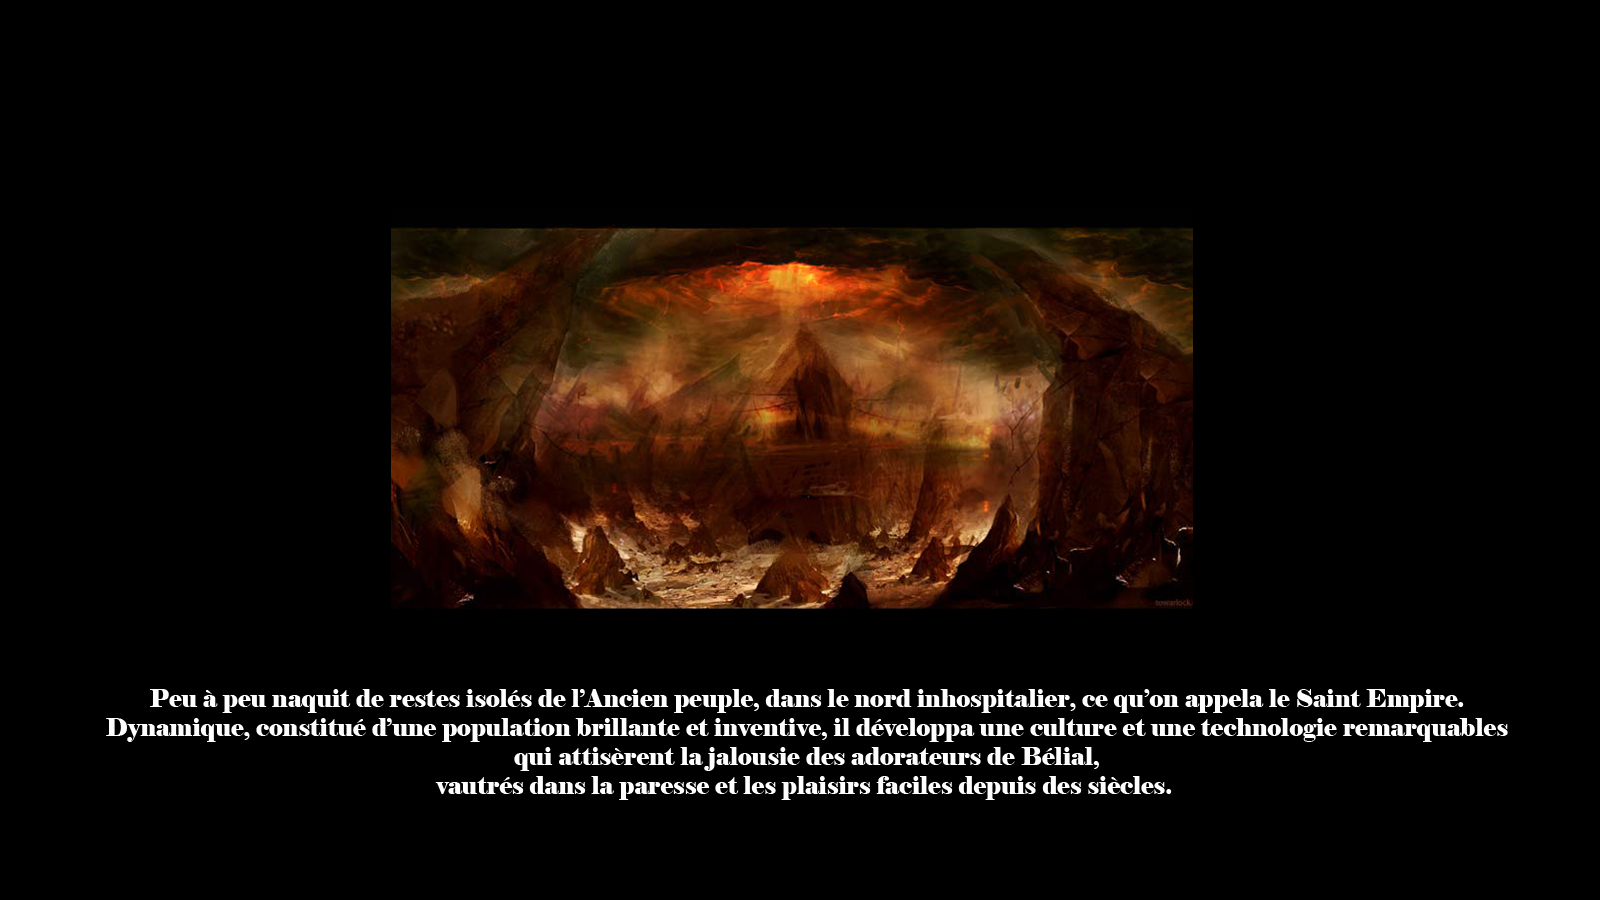 towarlock
Peu à peu naquit de restes isolés de l’Ancien peuple, dans le nord inhospitalier, ce qu’on appela le Saint Empire.
Dynamique, constitué d’une population brillante et inventive, il développa une culture et une technologie remarquables
qui attisèrent la jalousie des adorateurs de Bélial,
vautrés dans la paresse et les plaisirs faciles depuis des siècles.